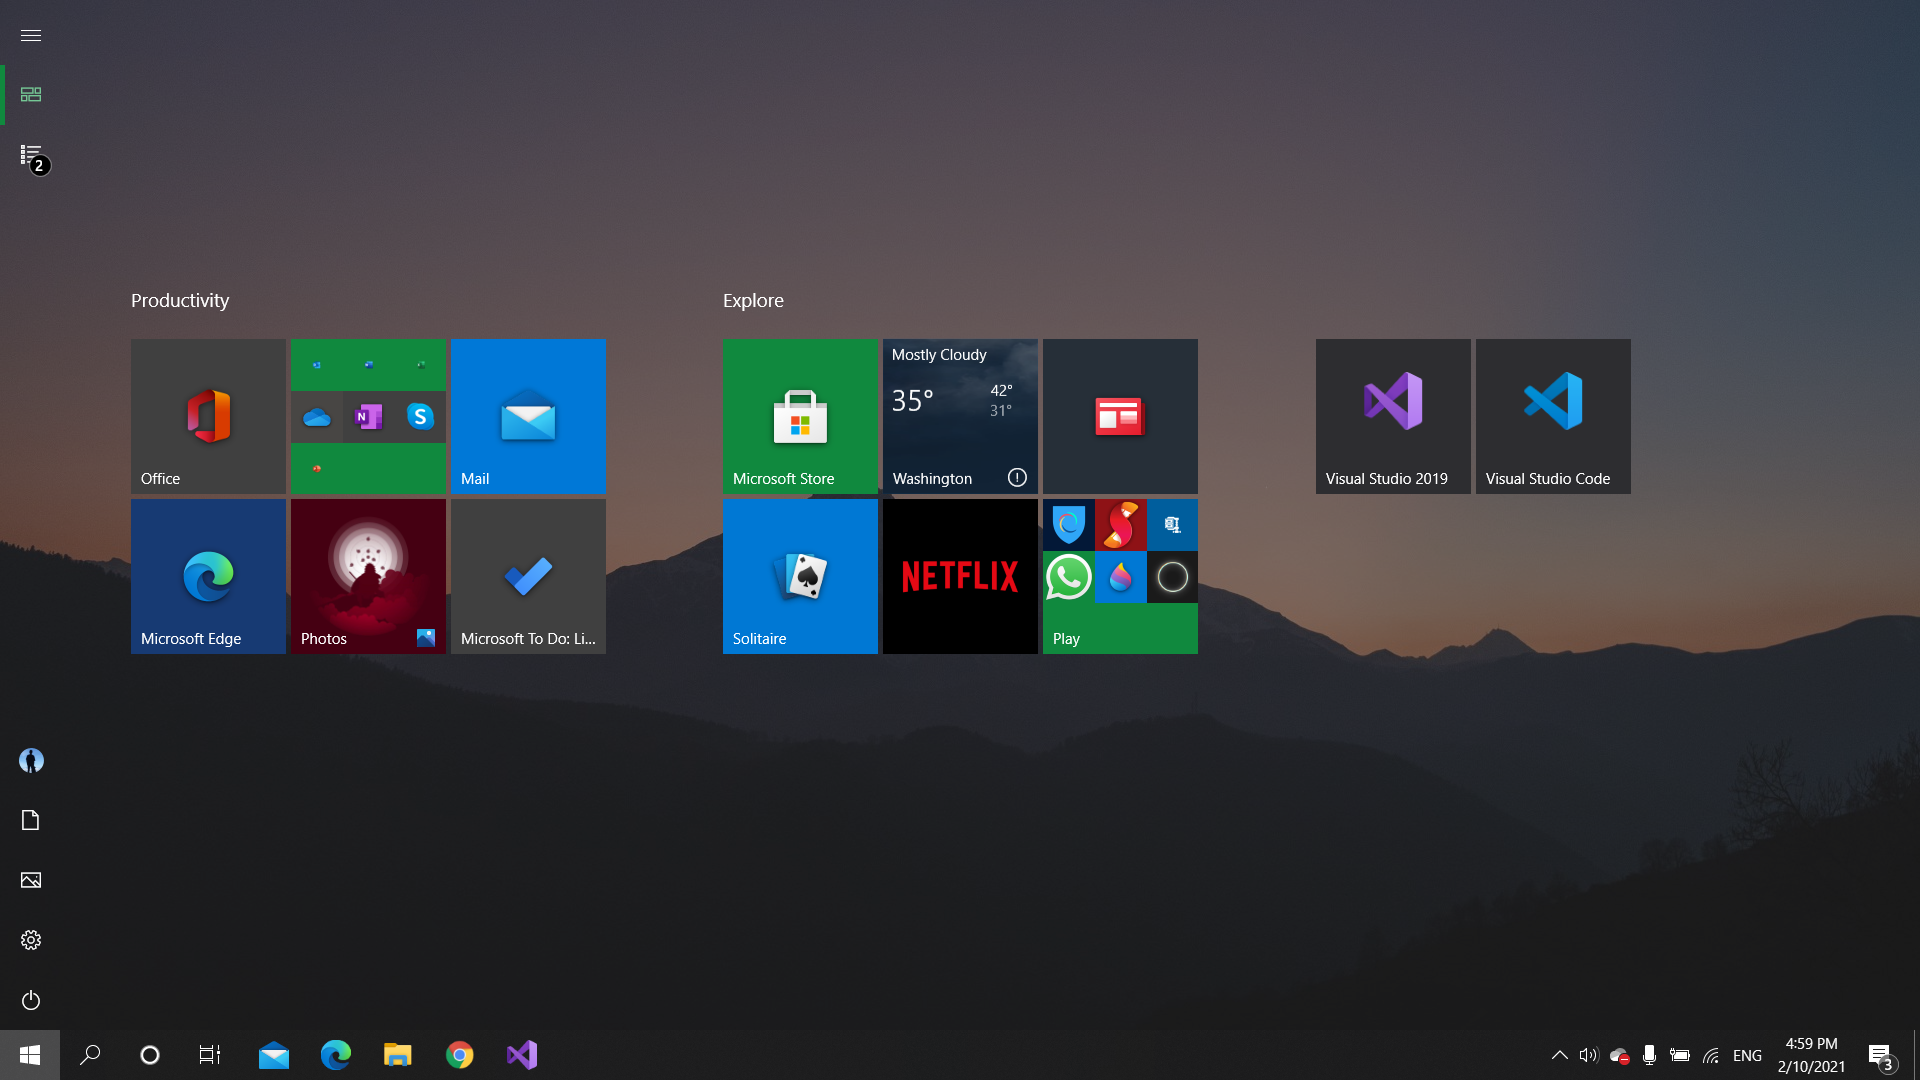 2
Productivity
Explore
Office
N
S
Mail
Microsoft Edge
Photos
Microsoft To Do: Li...
Microsoft Store
Mostly Cloudy
35° 42°
31°
Washington
Solitaire
NETFLIX
Play
Visual Studio 2019
Visual Studio Code
ENG
4:59 PM
2/10/2021
3